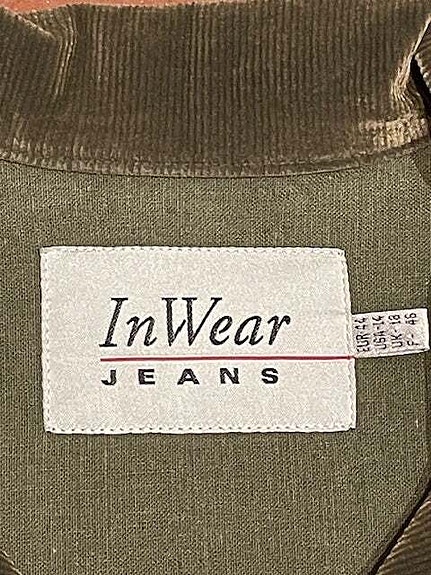 InWear
JEANS
EUR-44
USA-14
UK-18
F-46